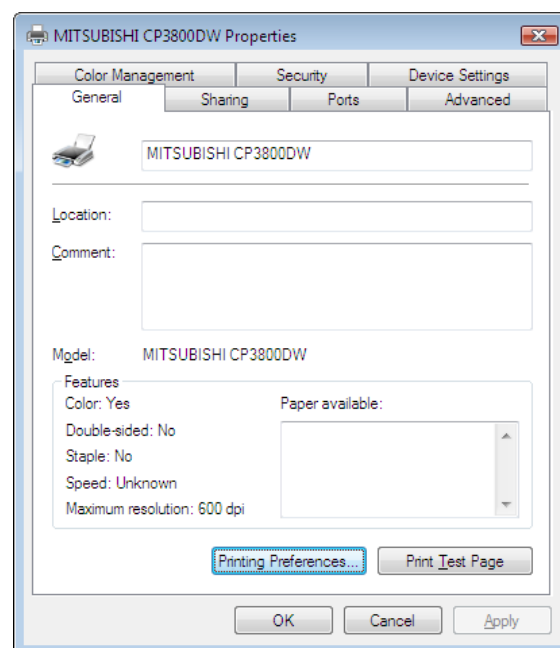 MITSUBISHI CP3800DW Properties
Color Management Security Device Settings
General Sharing Ports Advanced
MITSUBISHI CP3800DW
Location:
Comment:
Model: MITSUBISHI CP3800DW
Features
Color: Yes Paper available:
Double-sided: No
Staple: No
Speed: Unknown
Maximum resolution: 600 dpi
Printing Preferences... Print Test Page
OK Cancel Apply